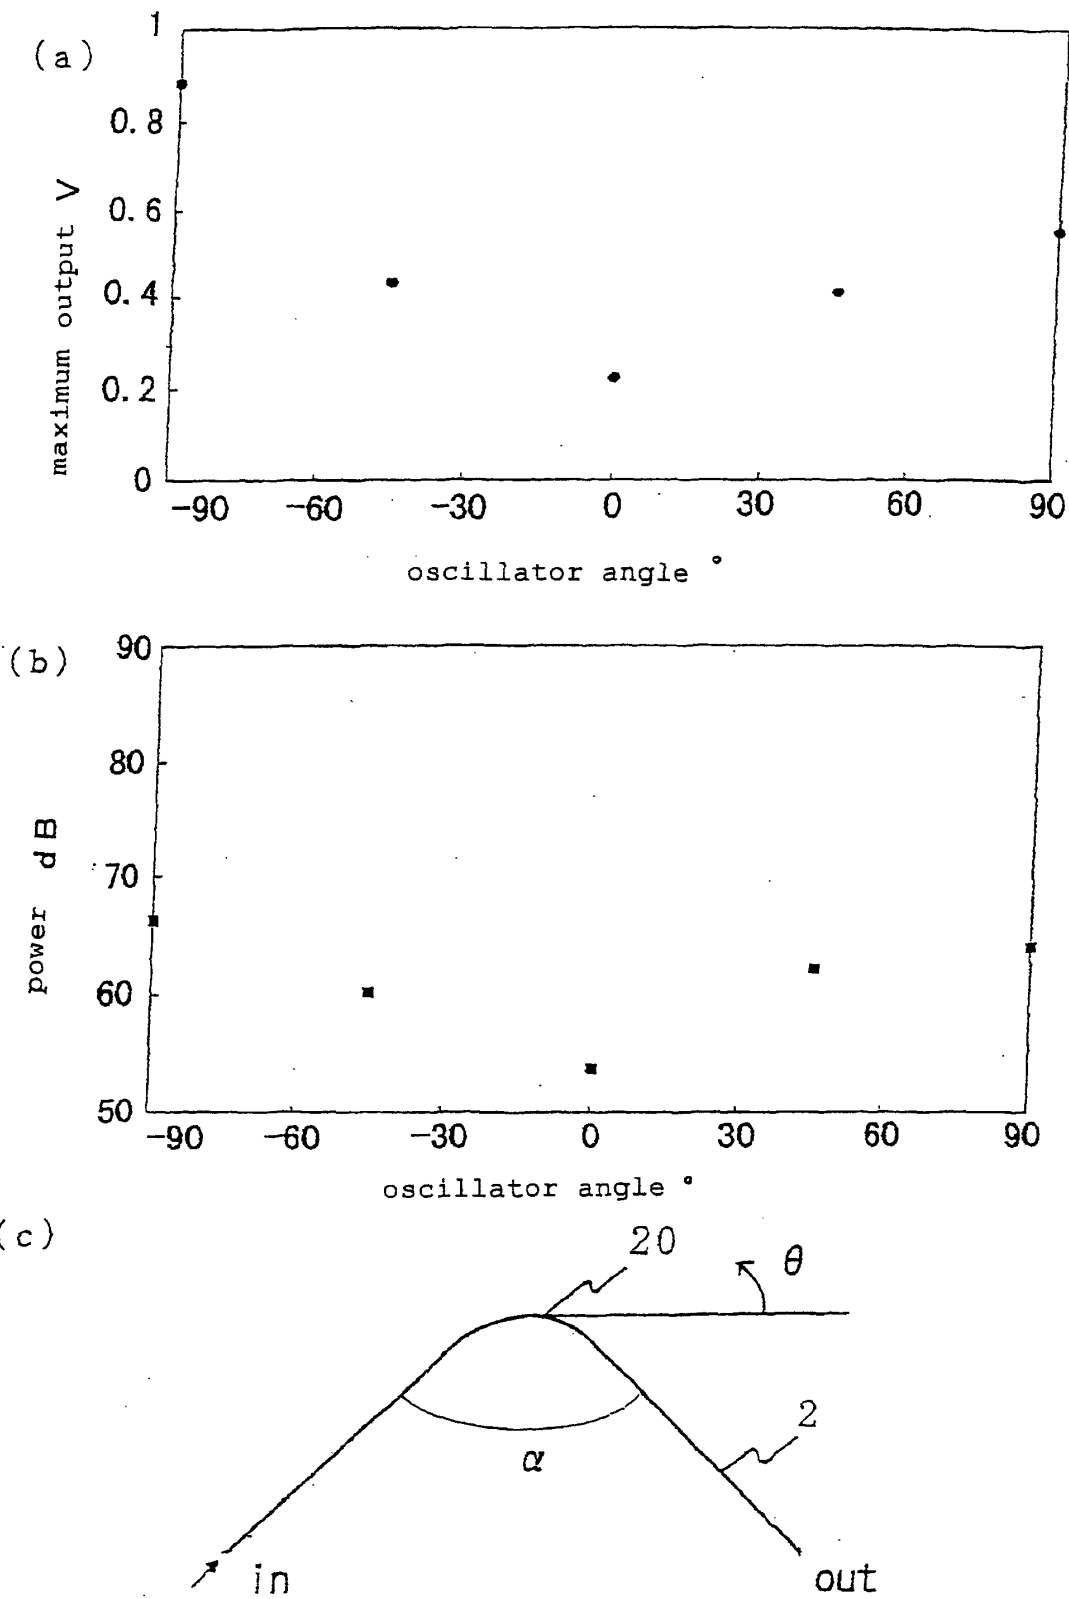 (a)
maximum output V
1
0.8
0.6
0.4
0.2
0
-90 -60 -30 0 30 60 90
oscillator angle °
(b)
power dB
90
80
70
60
50
-90 -60 -30 0 30 60 90
oscillator angle °
(c)
20
θ
α
2
in
out